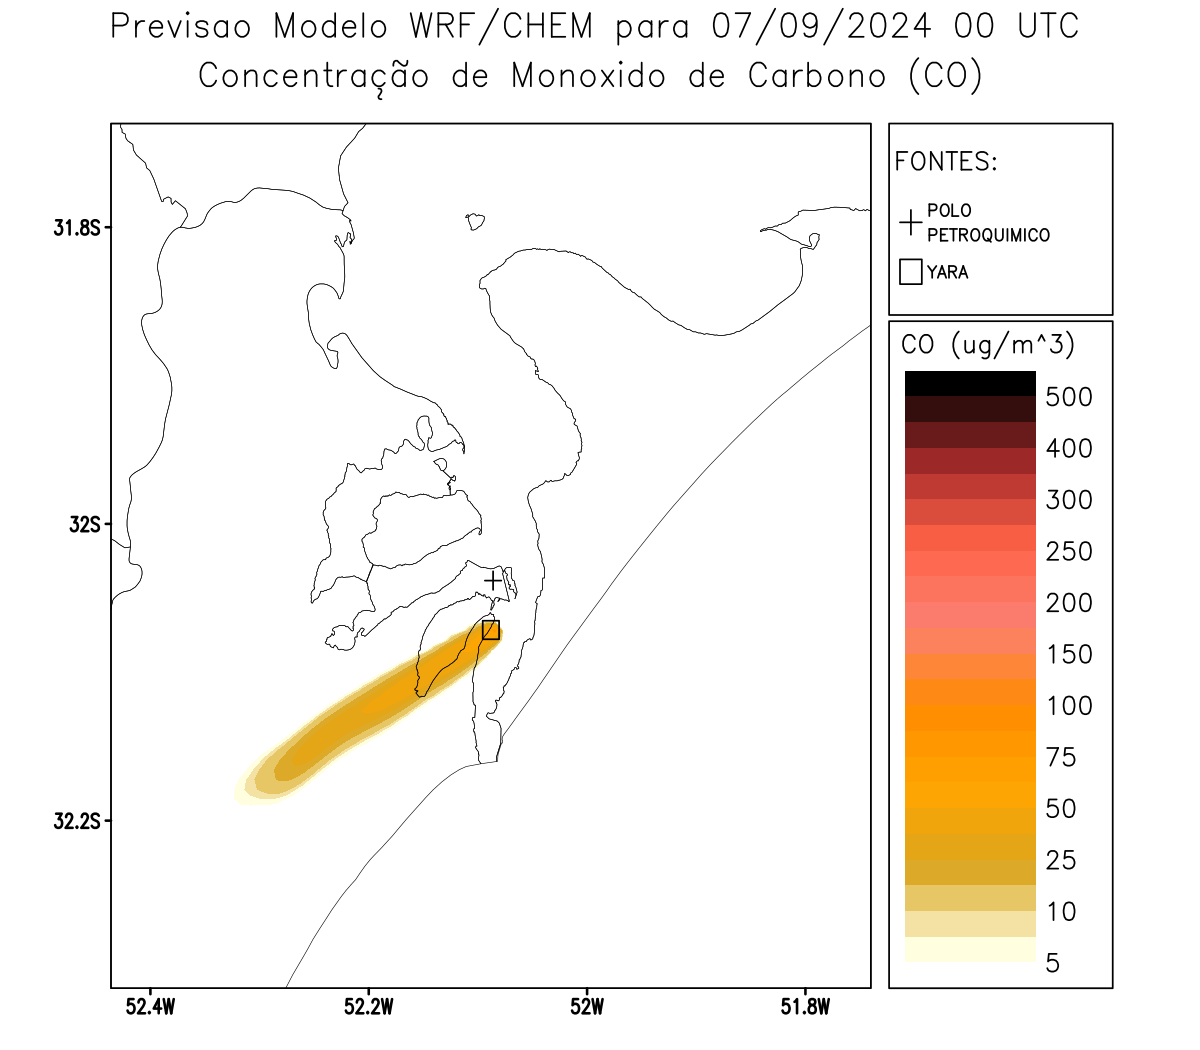 Previsao Modelo WRF/CHEM para 07/09/2024 00 UTC
Concentração de Monoxido de Carbono (CO)
FONTES:
POLO
PETROQUIMICO
YARA
CO (ug/m^3)
500
400
300
250
200
150
100
75
50
25
10
5
31.8S
32S
32.2S
52.4W
52.2W
52W
51.8W